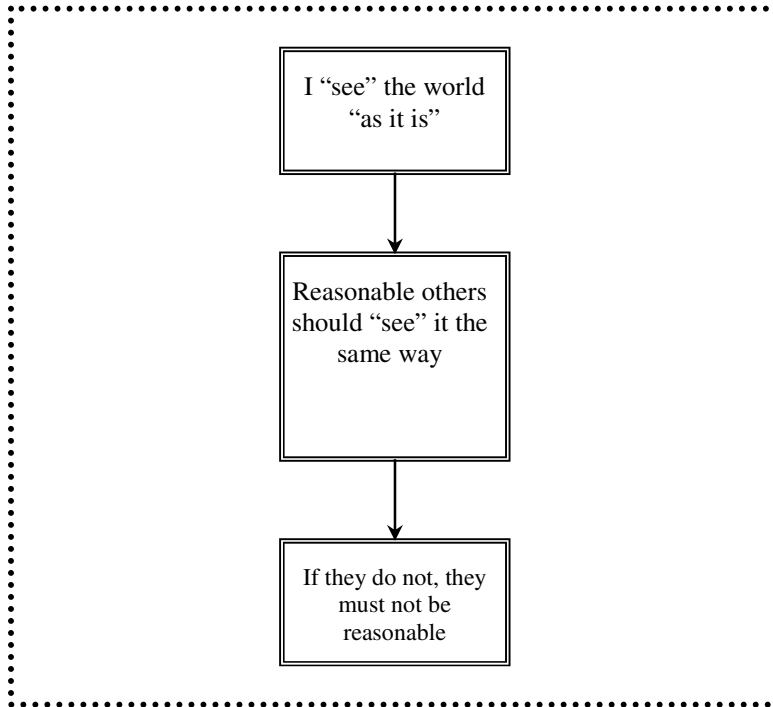 I “see” the world
“as it is”
Reasonable others
should “see” it the
same way
If they do not, they
must not be
reasonable